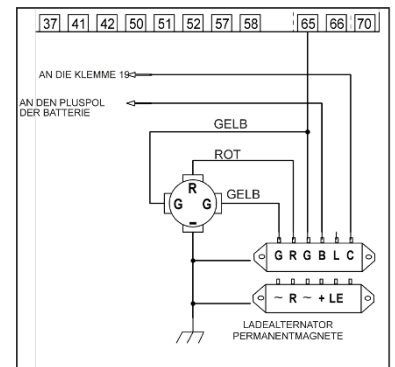 37 41 42 50 51 52 57 58 65 66 70
AN DIE KLEMME 19
AN DEN PLUSPOL
DER BATTERIE
GELB
ROT
GELB
R
G G
G R G B L C
~ R ~ + LE
LADEALTERNATOR
PERMANENTMAGNETE